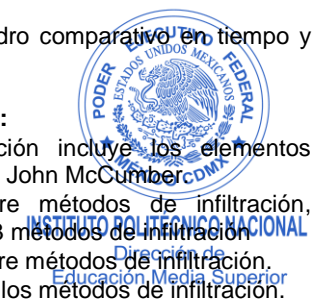 dro comparativo en tiempo y
:
ción incluye los elementos
John McCumber.
re métodos de infiltración,
3 métodos de infiltración
re métodos de infiltración.
los métodos de infiltración.
PODER EJECUTIVO FEDERAL
ESTADOS UNIDOS MEXICANOS
MÉXICO, CDMX
INSTITUTO POLITÉCNICO NACIONAL
Dirección de
Educación Media Superior